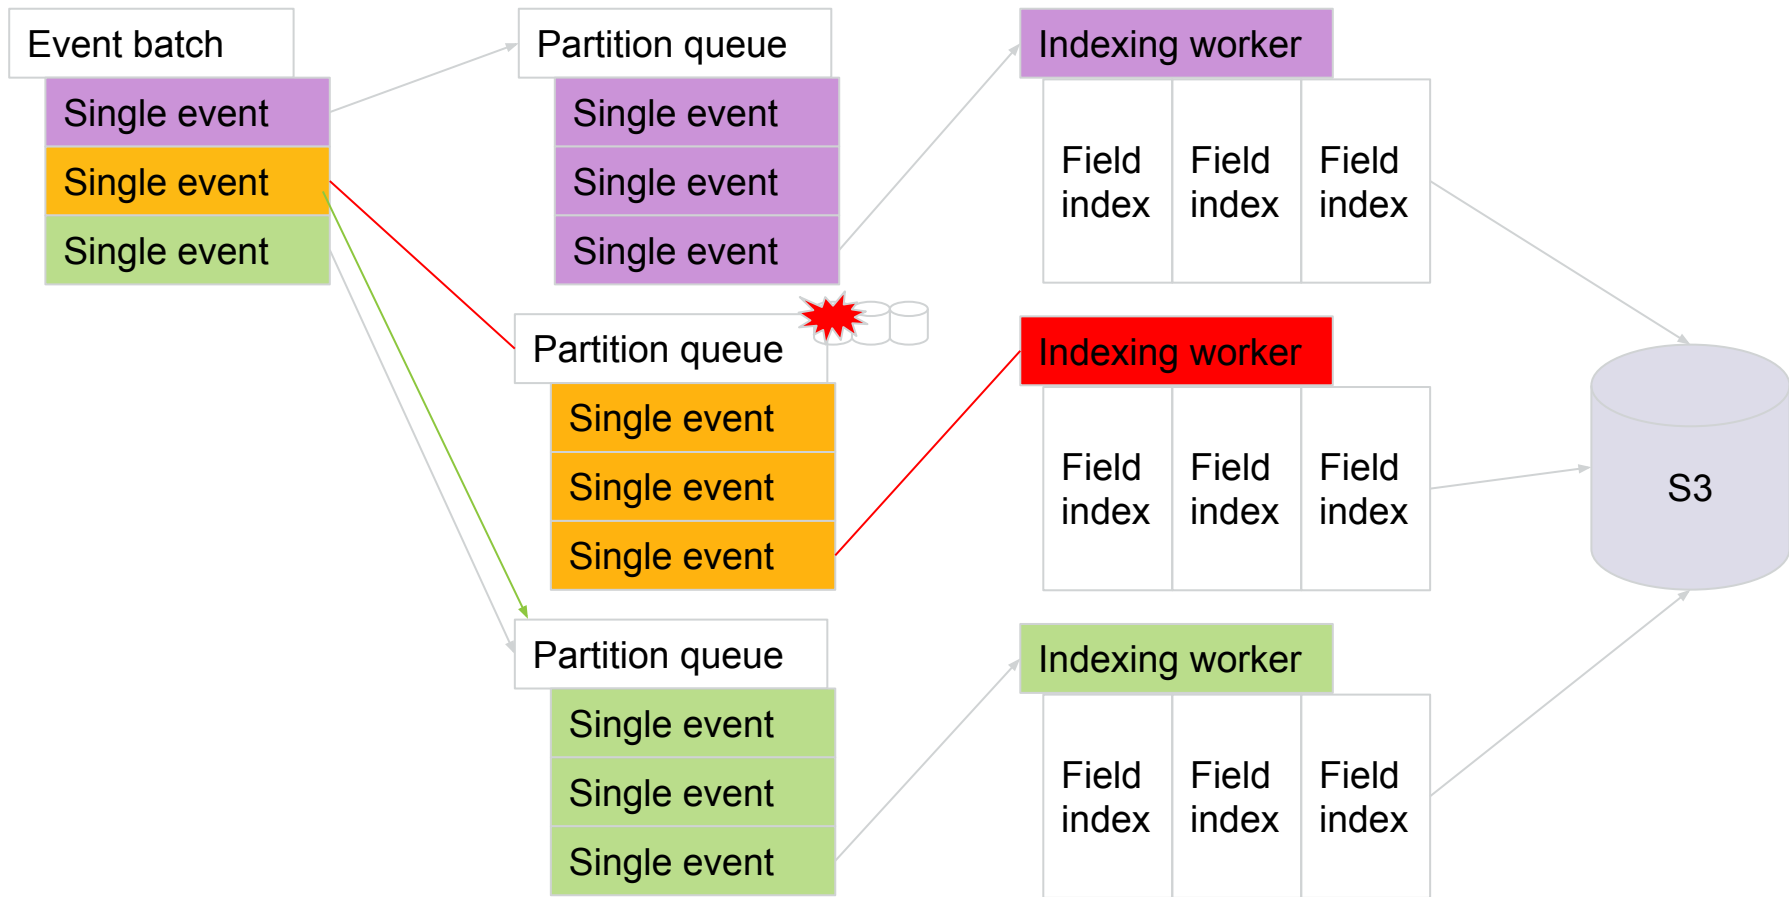 Event batch
Single event
Single event
Single event
Partition queue
Single event
Single event
Single event
Indexing worker
Field
index
Field
index
Field
index
Partition queue
Single event
Single event
Single event
Indexing worker
Field
index
Field
index
Field
index
S3
Partition queue
Single event
Single event
Single event
Indexing worker
Field
index
Field
index
Field
index